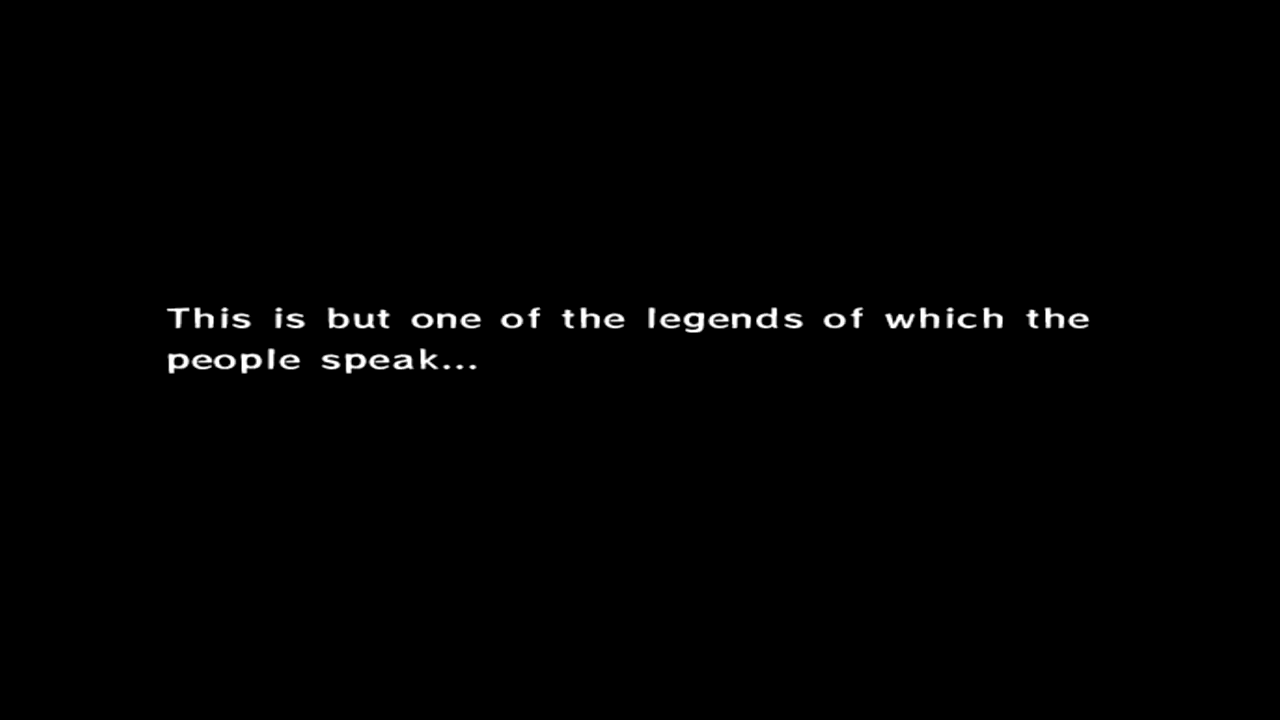 This is but one of the legends of which the
people speak...